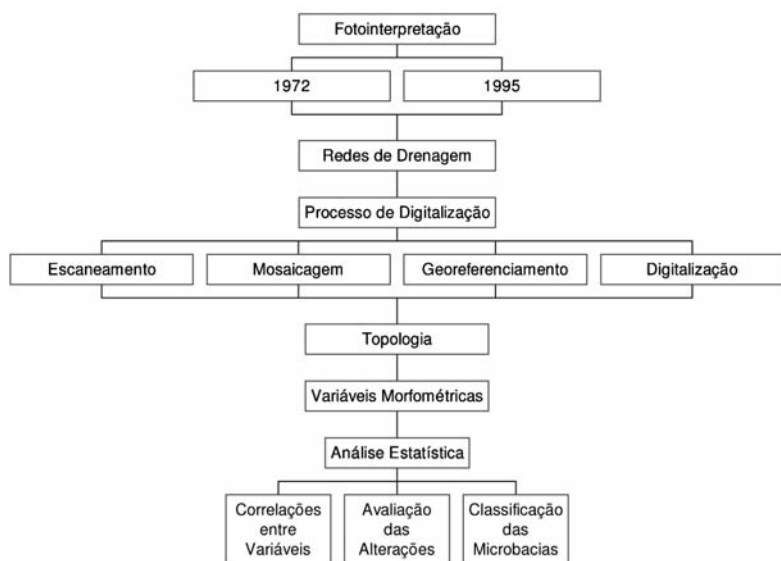 Fotointerpretação
1972
1995
Redes de Drenagem
Processo de Digitalização
Escaneamento
Mosaicagem
Georeferenciamento
Digitalização
Topologia
Variáveis Morfométricas
Análise Estatística
Correlações
entre
Variáveis
Avaliação
das
Alterações
Classificação
das
Microbacias